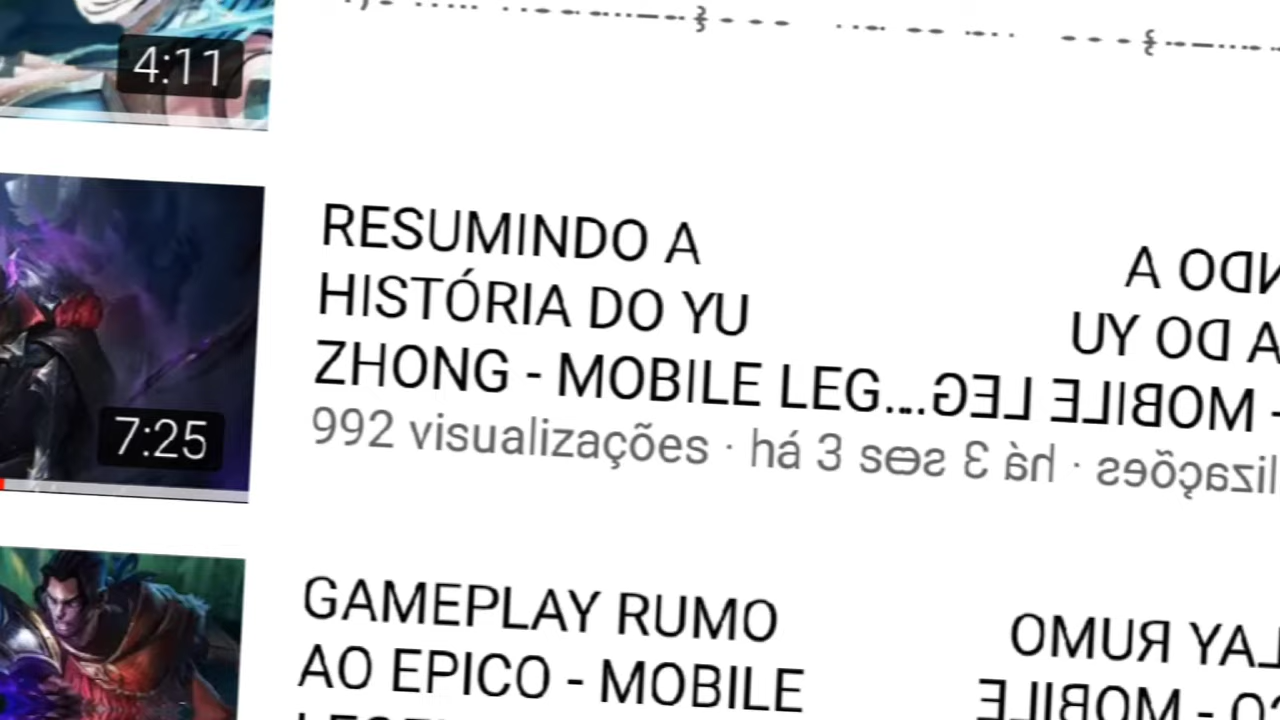 4:11
RESUMINDO A
HISTÓRIA DO YU
ZHONG - MOBILE LEG...
992 visualizações · há 3
7:25
GAMEPLAY RUMO
AO EPICO - MOBILE